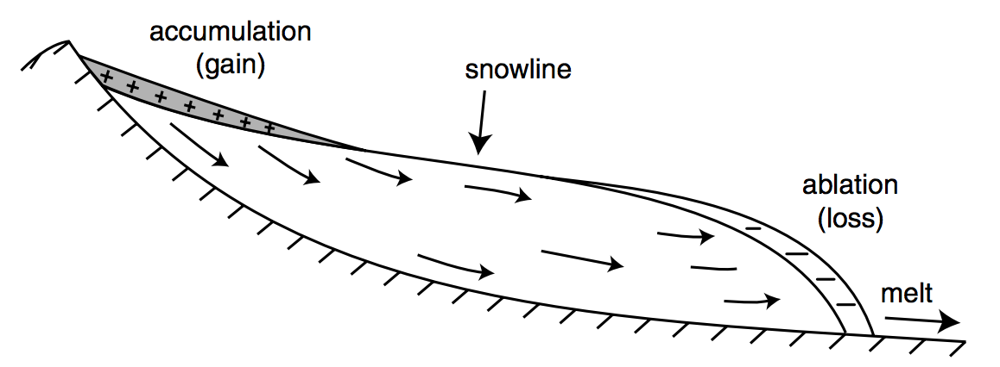 accumulation
(gain)
snowline
ablation
(loss)
melt